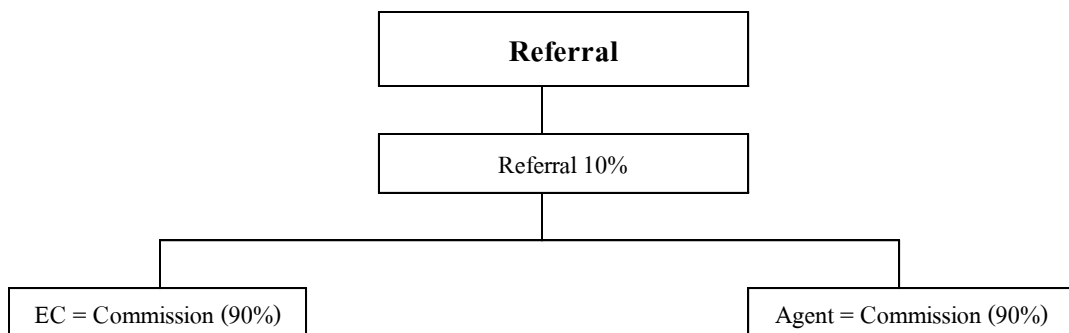 Referral
Referral 10%
EC = Commission (90%)
Agent = Commission (90%)